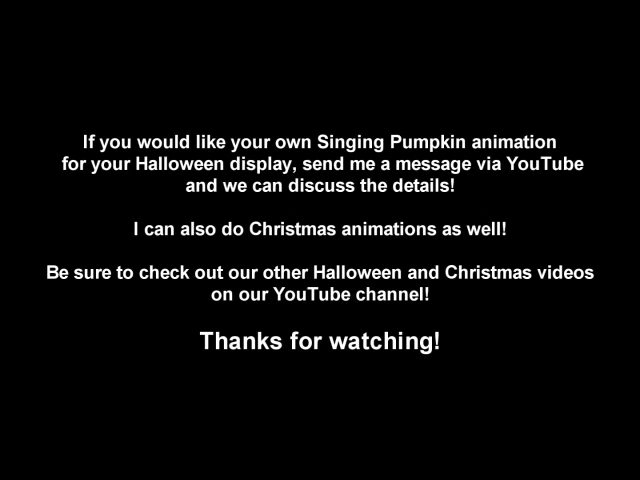 If you would like your own Singing Pumpkin animation
for your Halloween display, send me a message via YouTube
and we can discuss the details!
I can also do Christmas animations as well!
Be sure to check out our other Halloween and Christmas videos
on our YouTube channel!
Thanks for watching!